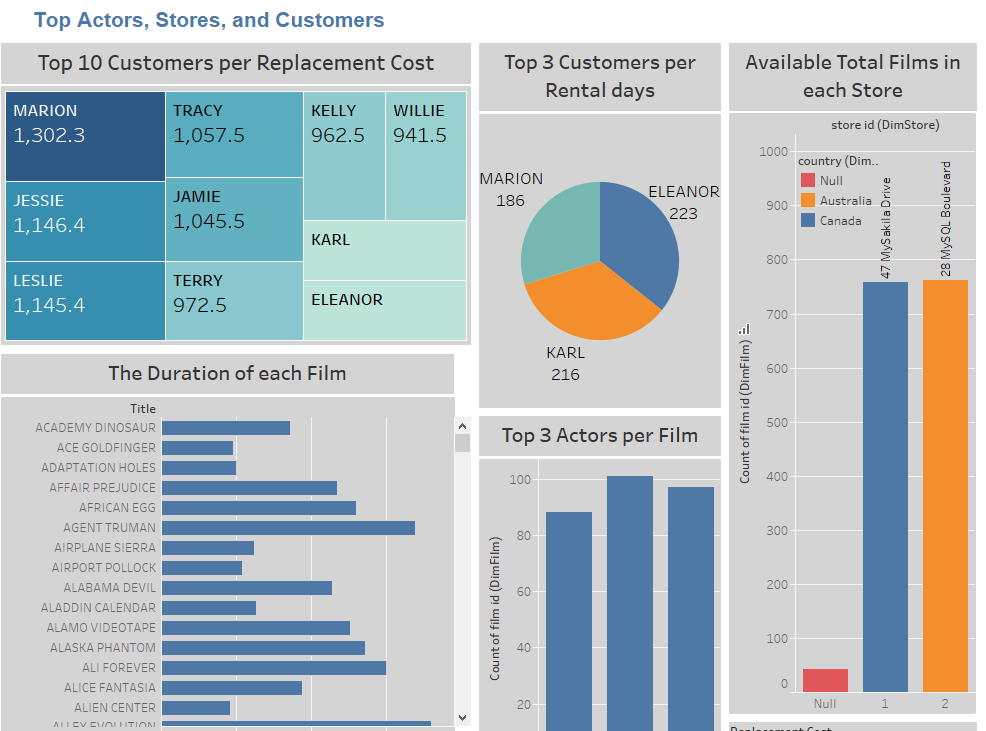 Top Actors, Stores, and Customers
Top 10 Customers per Replacement Cost
MARION
1,302.3
JESSIE
1,146.4
LESLIE
1,145.4
TRACY
1,057.5
JAMIE
1,045.5
TERRY
972.5
KELLY
962.5
WILLIE
941.5
KARL
ELEANOR
The Duration of each Film
Title
ACADEMY DINOSAUR
ACE GOLDFINGER
ADAPTATION HOLES
AFFAIR PREJUDICE
AFRICAN EGG
AGENT TRUMAN
AIRPLANE SIERRA
AIRPORT POLLOCK
ALABAMA DEVIL
ALADDIN CALENDAR
ALAMO VIDEOTAPE
ALASKA PHANTOM
ALI FOREVER
ALICE FANTASIA
ALIEN CENTER
ALLEY EVOLUTION
Top 3 Customers per
Rental days
MARION
186
ELEANOR
223
KARL
216
Top 3 Actors per Film
Count of film id (DimFilm)
100
80
60
40
20
Available Total Films in
each Store
store id (DimStore)
country (Dim..
Null
Australia
Canada
Count of film id (DimFilm)
1000
900
800
700
600
500
400
300
200
100
0
47 MySakila Drive
28 MySQL Boulevard
Null
1
2
Replacement Cost